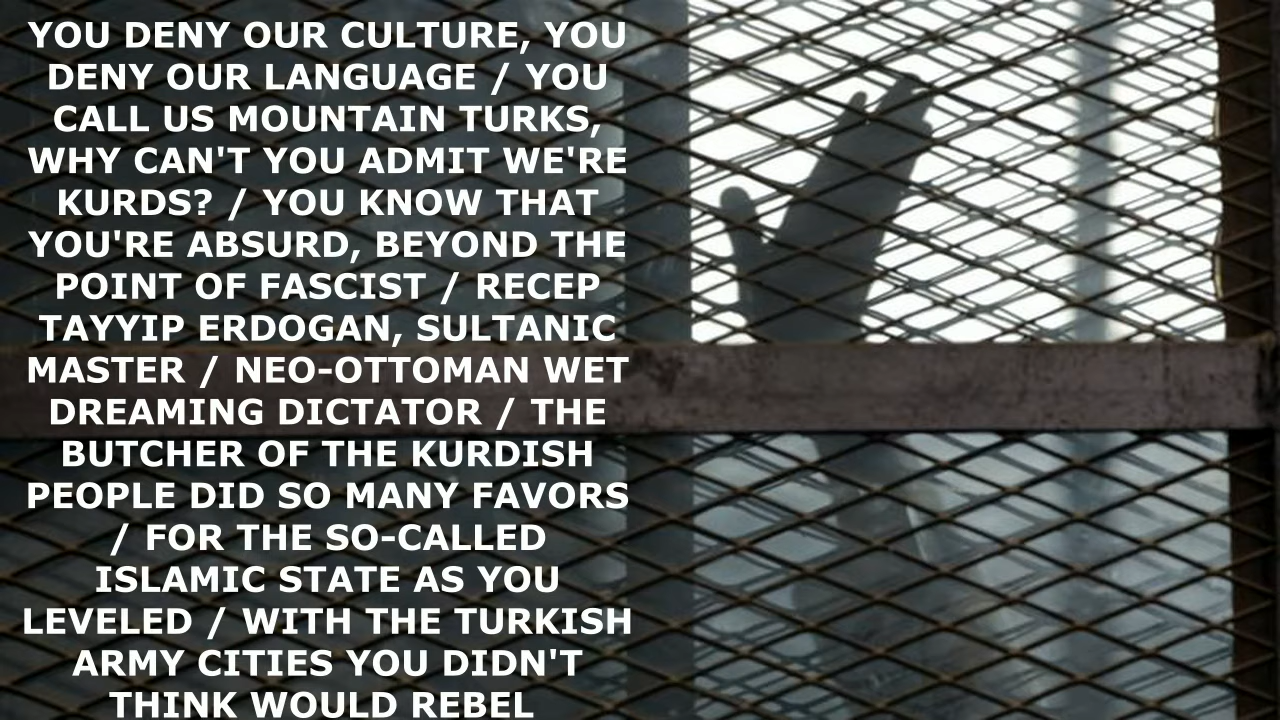 YOU DENY OUR CULTURE, YOU
DENY OUR LANGUAGE / YOU
CALL US MOUNTAIN TURKS,
WHY CAN'T YOU ADMIT WE'RE
KURDS? / YOU KNOW THAT
YOU'RE ABSURD, BEYOND THE
POINT OF FASCIST / RECEP
TAYYIP ERDOGAN, SULTANIC
MASTER / NEO-OTTOMAN WET
DREAMING DICTATOR / THE
BUTCHER OF THE KURDISH
PEOPLE DID SO MANY FAVORS
/ FOR THE SO-CALLED
ISLAMIC STATE AS YOU
LEVELED / WITH THE TURKISH
ARMY CITIES YOU DIDN'T
THINK WOULD REBEL